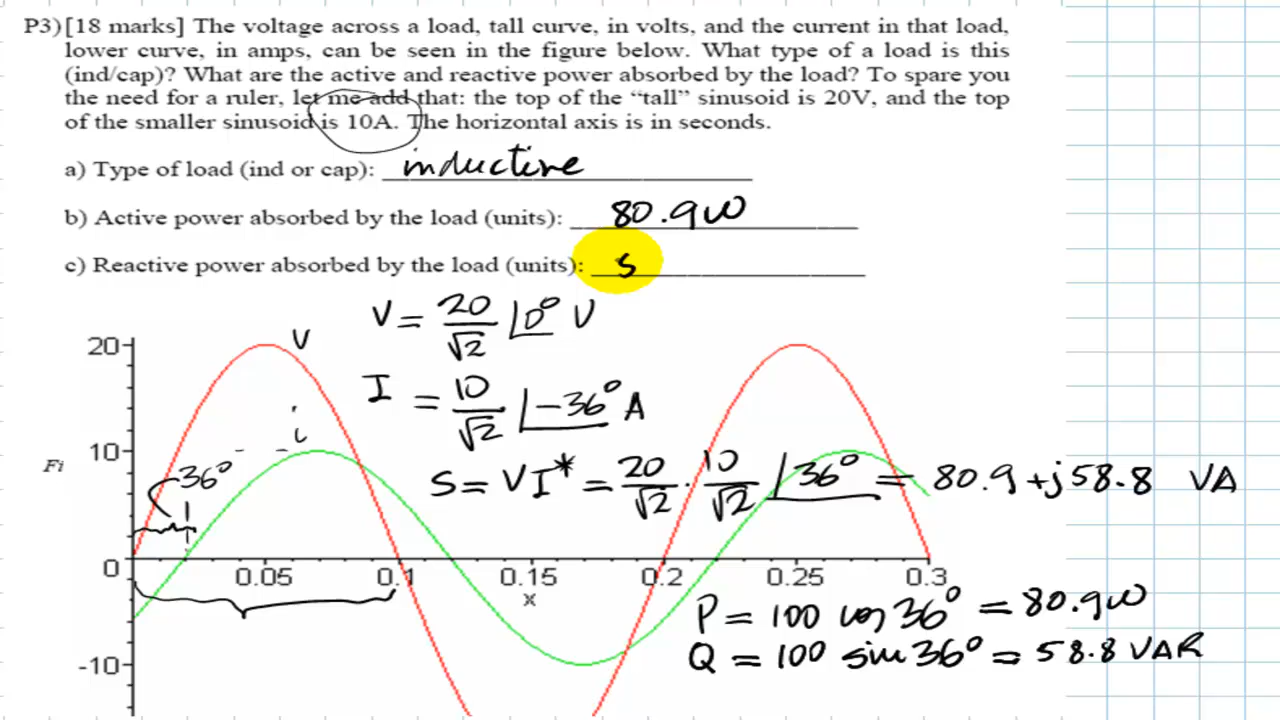 P3) [18 marks] The voltage across a load, tall curve, in volts, and the current in that load,
lower curve, in amps, can be seen in the figure below. What type of a load is this
(ind/cap)? What are the active and reactive power absorbed by the load? To spare you
the need for a ruler, let me add that: the top of the “tall” sinusoid is 20V, and the top
of the smaller sinusoid is 10A. The horizontal axis is in seconds.
a) Type of load (ind or cap): inductive
b) Active power absorbed by the load (units): 80.9W
c) Reactive power absorbed by the load (units): 5
V = 20/√2 ∠0° V
20
V
I = 10/√2 ∠-36° A
i
10
Fi
36°
S = VI* = 20/√2 · 10/√2 ∠36° = 80.9 + j58.8 VA
0
0.05
0.1
0.15
0.2
0.25
0.3
x
P = 100 cos 36° = 80.9W
Q = 100 sin 36° = 58.8 VAR
-10